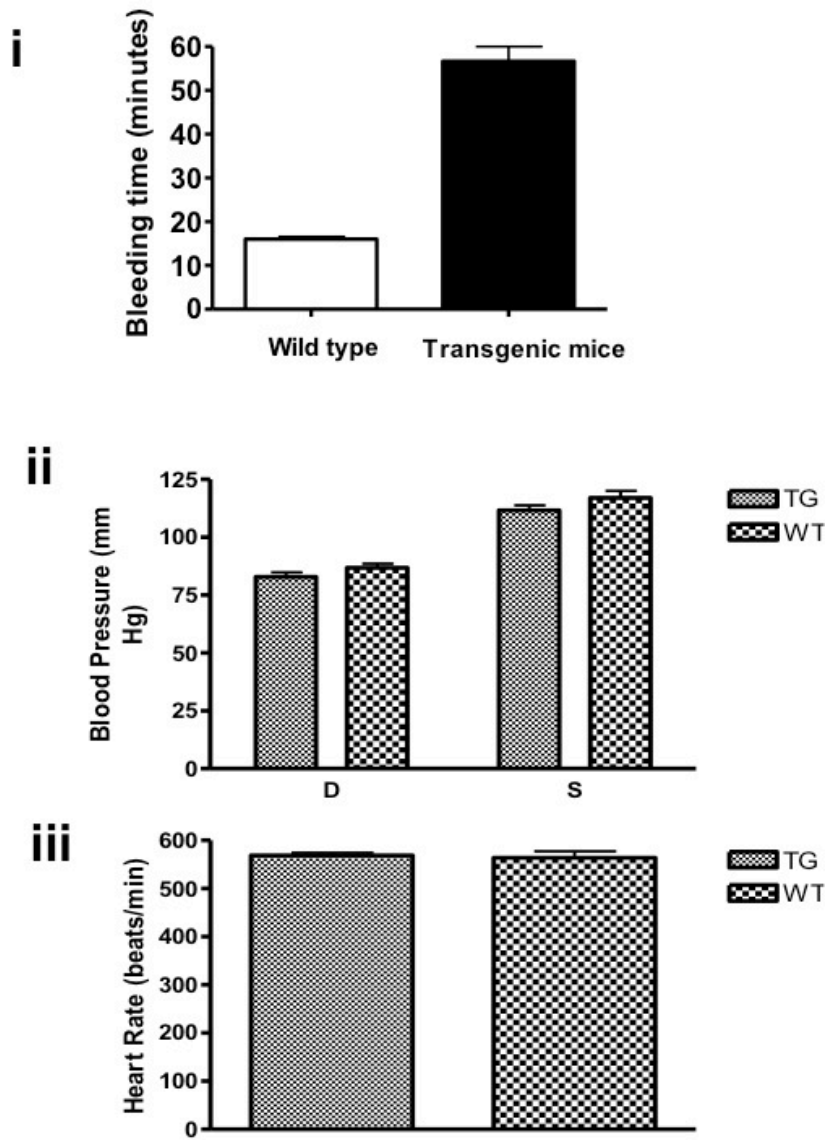 i
Bleeding time (minutes)
60
50
40
30
20
10
0
Wild type
Transgenic mice
ii
Blood Pressure (mm
Hg)
125
100
75
50
25
0
D
S
TG
WT
iii
Heart Rate (beats/min)
600
500
400
300
200
100
0
TG
WT